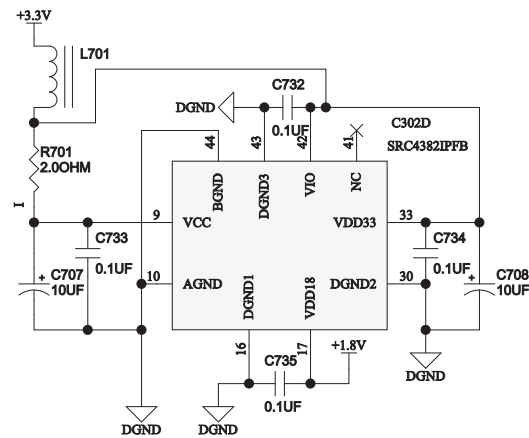 +3.3V
L701
C732
DGND
0.1UF
C302D
SRC4382IPFB
44
43
42
41
R701
2.0OHM
BGND
DGND3
VIO
NC
I
9
VCC
VDD33
33
C733
0.1UF
C734
0.1UF
C707
+
10UF
10
AGND
DGND1
VDD18
DGND2
30
+
C708
10UF
16
17
+1.8V
C735
0.1UF
DGND
DGND
DGND